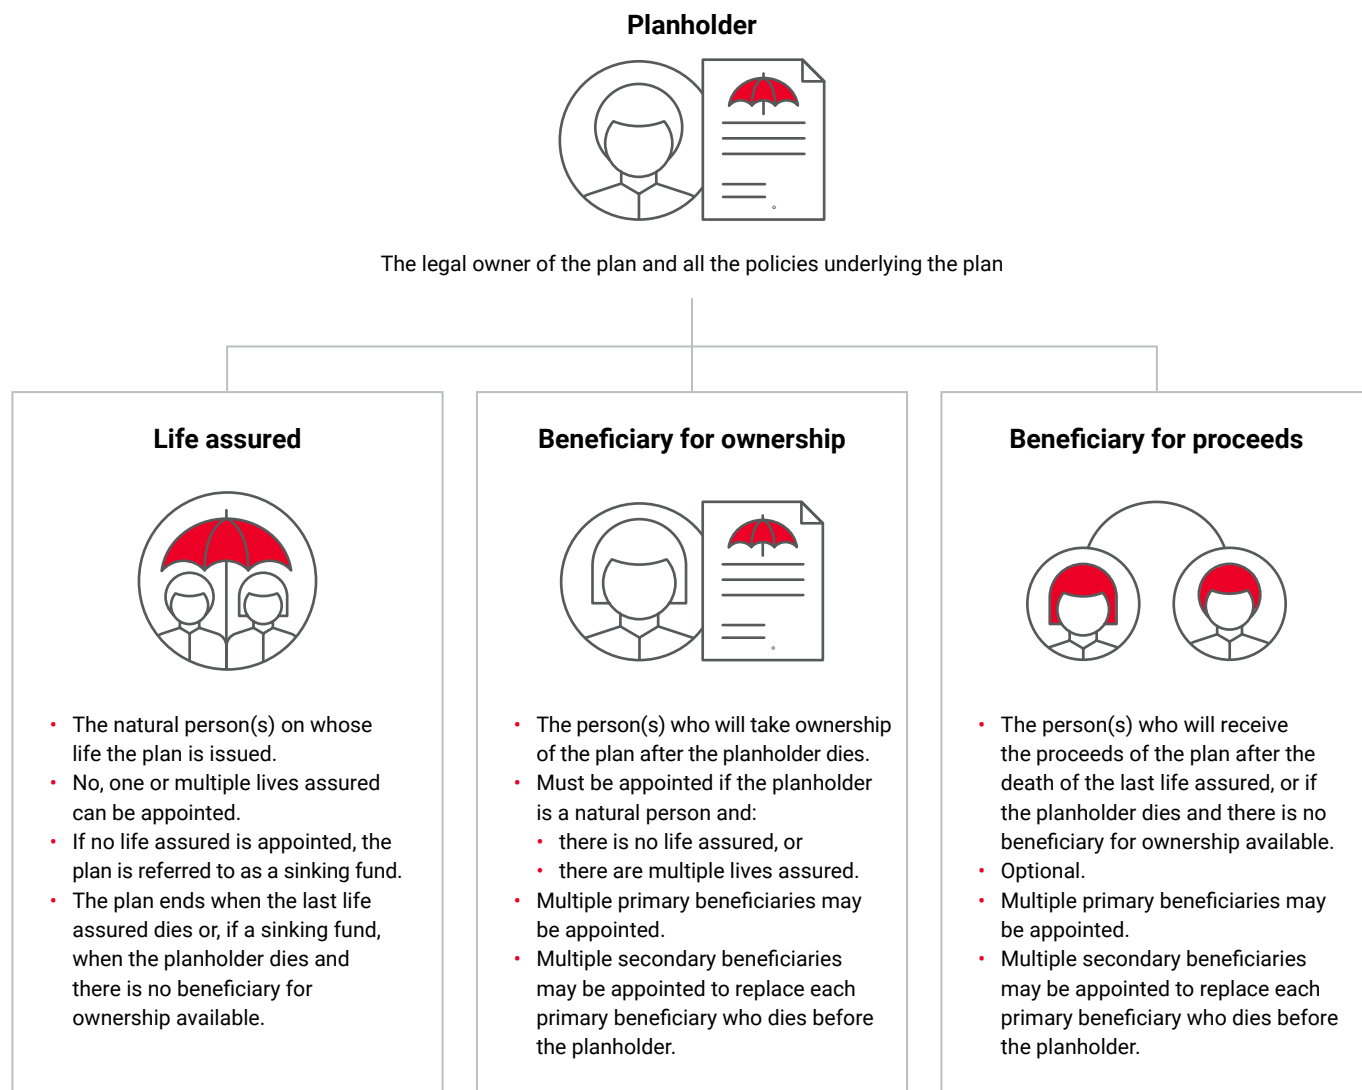 Planholder
The legal owner of the plan and all the policies underlying the plan
Life assured
• The natural person(s) on whose
life the plan is issued.
• No, one or multiple lives assured
can be appointed.
• If no life assured is appointed, the
plan is referred to as a sinking fund.
• The plan ends when the last life
assured dies or, if a sinking fund,
when the planholder dies and
there is no beneficiary for
ownership available.
Beneficiary for ownership
• The person(s) who will take ownership
of the plan after the planholder dies.
• Must be appointed if the planholder
is a natural person and:
• there is no life assured, or
• there are multiple lives assured.
• Multiple primary beneficiaries may
be appointed.
• Multiple secondary beneficiaries
may be appointed to replace each
primary beneficiary who dies before
the planholder.
Beneficiary for proceeds
• The person(s) who will receive
the proceeds of the plan after the
death of the last life assured, or if
the planholder dies and there is no
beneficiary for ownership available.
• Optional.
• Multiple primary beneficiaries may
be appointed.
• Multiple secondary beneficiaries
may be appointed to replace each
primary beneficiary who dies before
the planholder.